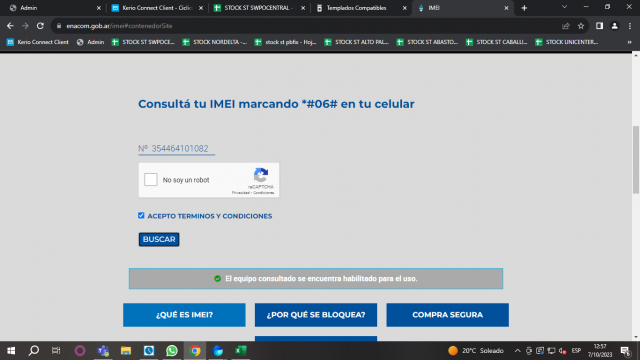 Admin
Kerio Connect Client - Ciclic
STOCK ST SWPOCENTRAL -
Templados Compatibles
IMEI
enacom.gob.ar/imei#contenedorSite
Kerio Connect Client
Admin
STOCK ST SWPOCE...
STOCK NORDELTA -...
stock st pbfix - Hoj...
STOCK ST ALTO PAL...
STOCK ST ABASTO...
STOCK ST CABALLI...
STOCK UNICENTER...
Consultá tu IMEI marcando *#06# en tu celular
Nº 354464101082
No soy un robot
reCAPTCHA
Privacidad - Condiciones
ACEPTO TERMINOS Y CONDICIONES
BUSCAR
El equipo consultado se encuentra habilitado para el uso.
¿QUÉ ES IMEI?
¿POR QUÉ SE BLOQUEA?
COMPRA SEGURA
20°C Soleado
ESP
12:57
7/10/2023